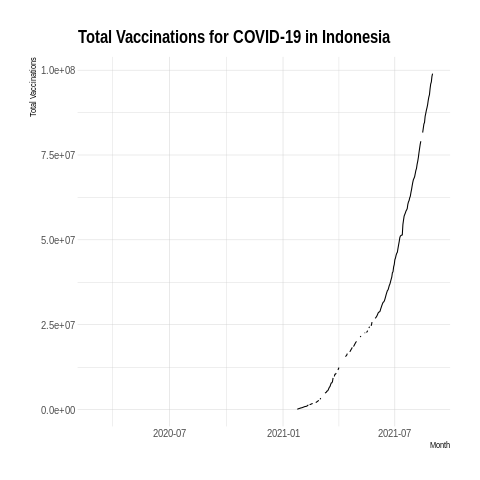 Total Vaccinations for COVID-19 in Indonesia
Total Vaccinations
1.0e+08
7.5e+07
5.0e+07
2.5e+07
0.0e+00
2020-07
2021-01
2021-07
Month